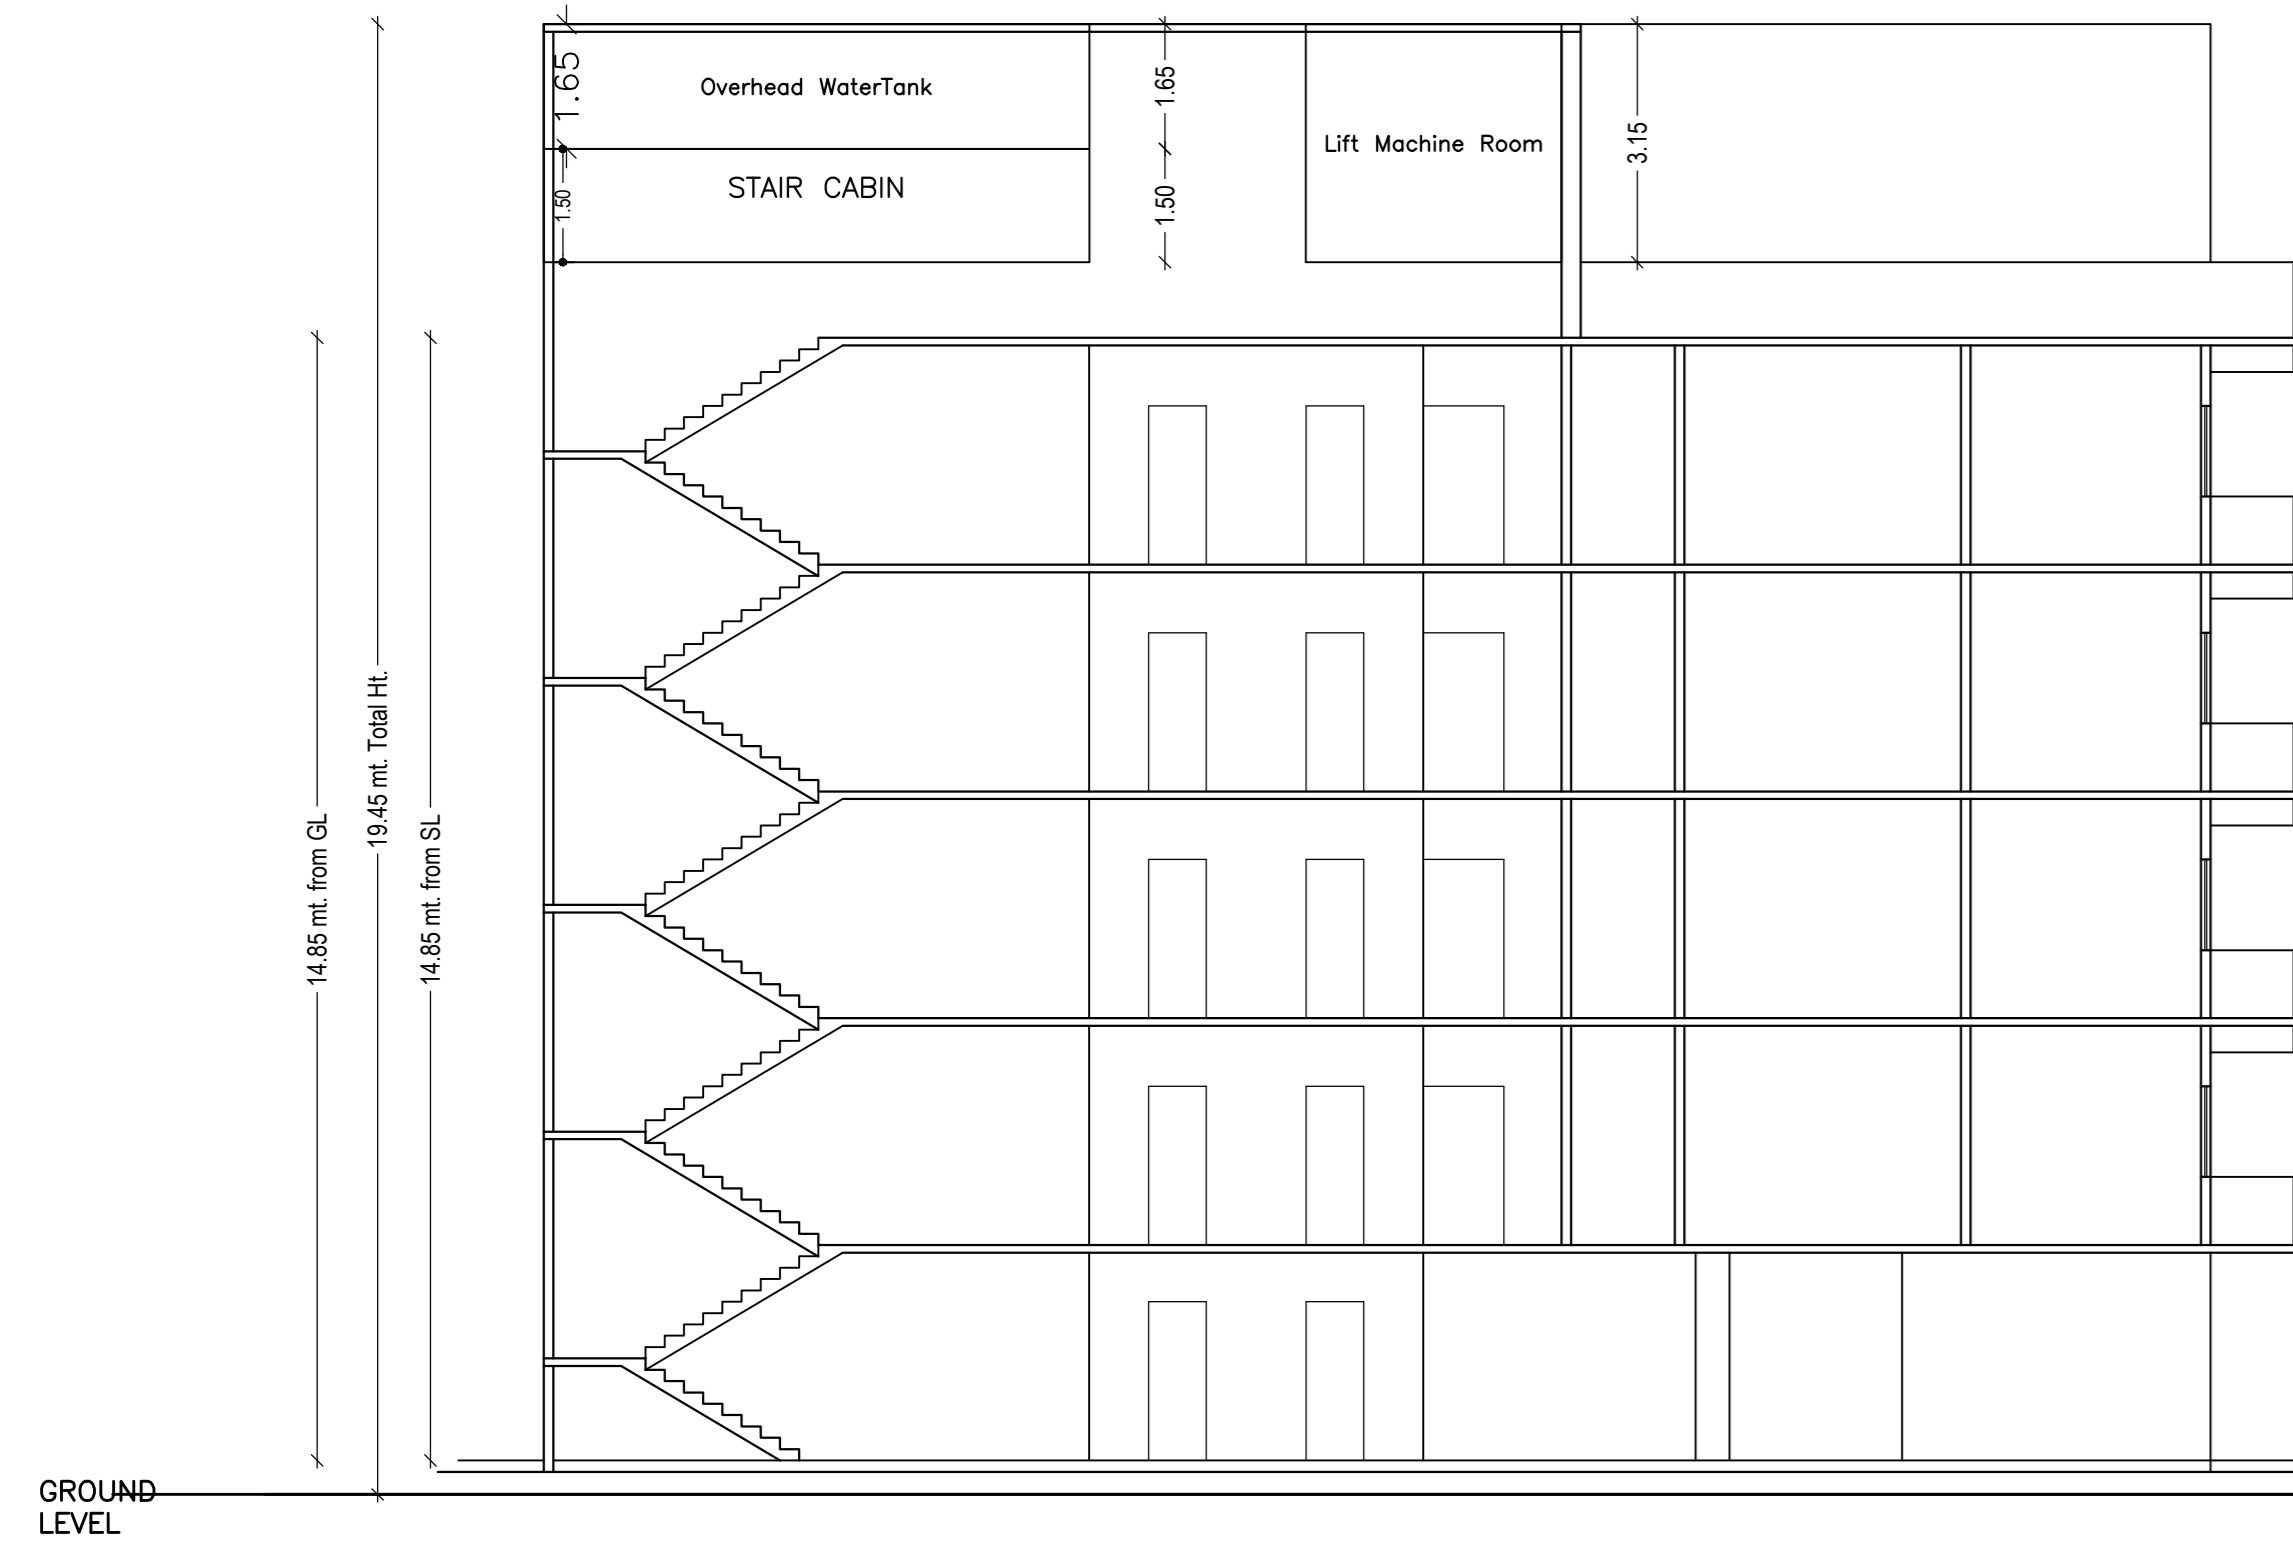 1.65
Overhead WaterTank
1.65
Lift Machine Room
3.15
STAIR CABIN
1.50
1.50
19.45 mt. Total Ht.
14.85 mt. from GL
14.85 mt. from SL
GROUND
LEVEL